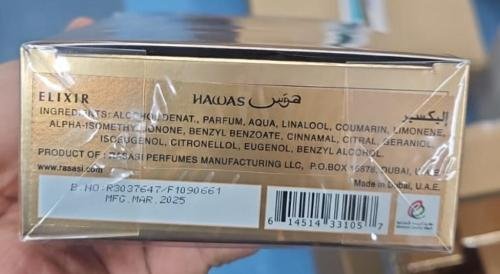 ELIXIR HAWAS هوس إليكسير
INGREDIENTS: ALCOHOL DENAT., PARFUM, AQUA, LINALOOL, COUMARIN, LIMONENE,
ALPHA-ISOMETHYL IONONE, BENZYL BENZOATE, CINNAMAL, CITRAL, GERANIOL,
ISOEUGENOL, CITRONELLOL, EUGENOL, BENZYL ALCOHOL.
PRODUCT OF : RASASI PERFUMES MANUFACTURING LLC, P.O.BOX 16878, DUBAI, U.A.E
www.rasasi.com Made in Dubai, U.A.E.
B.NO:R3037647/F1090661
MFG.MAR.2025
6 14514 33105 7